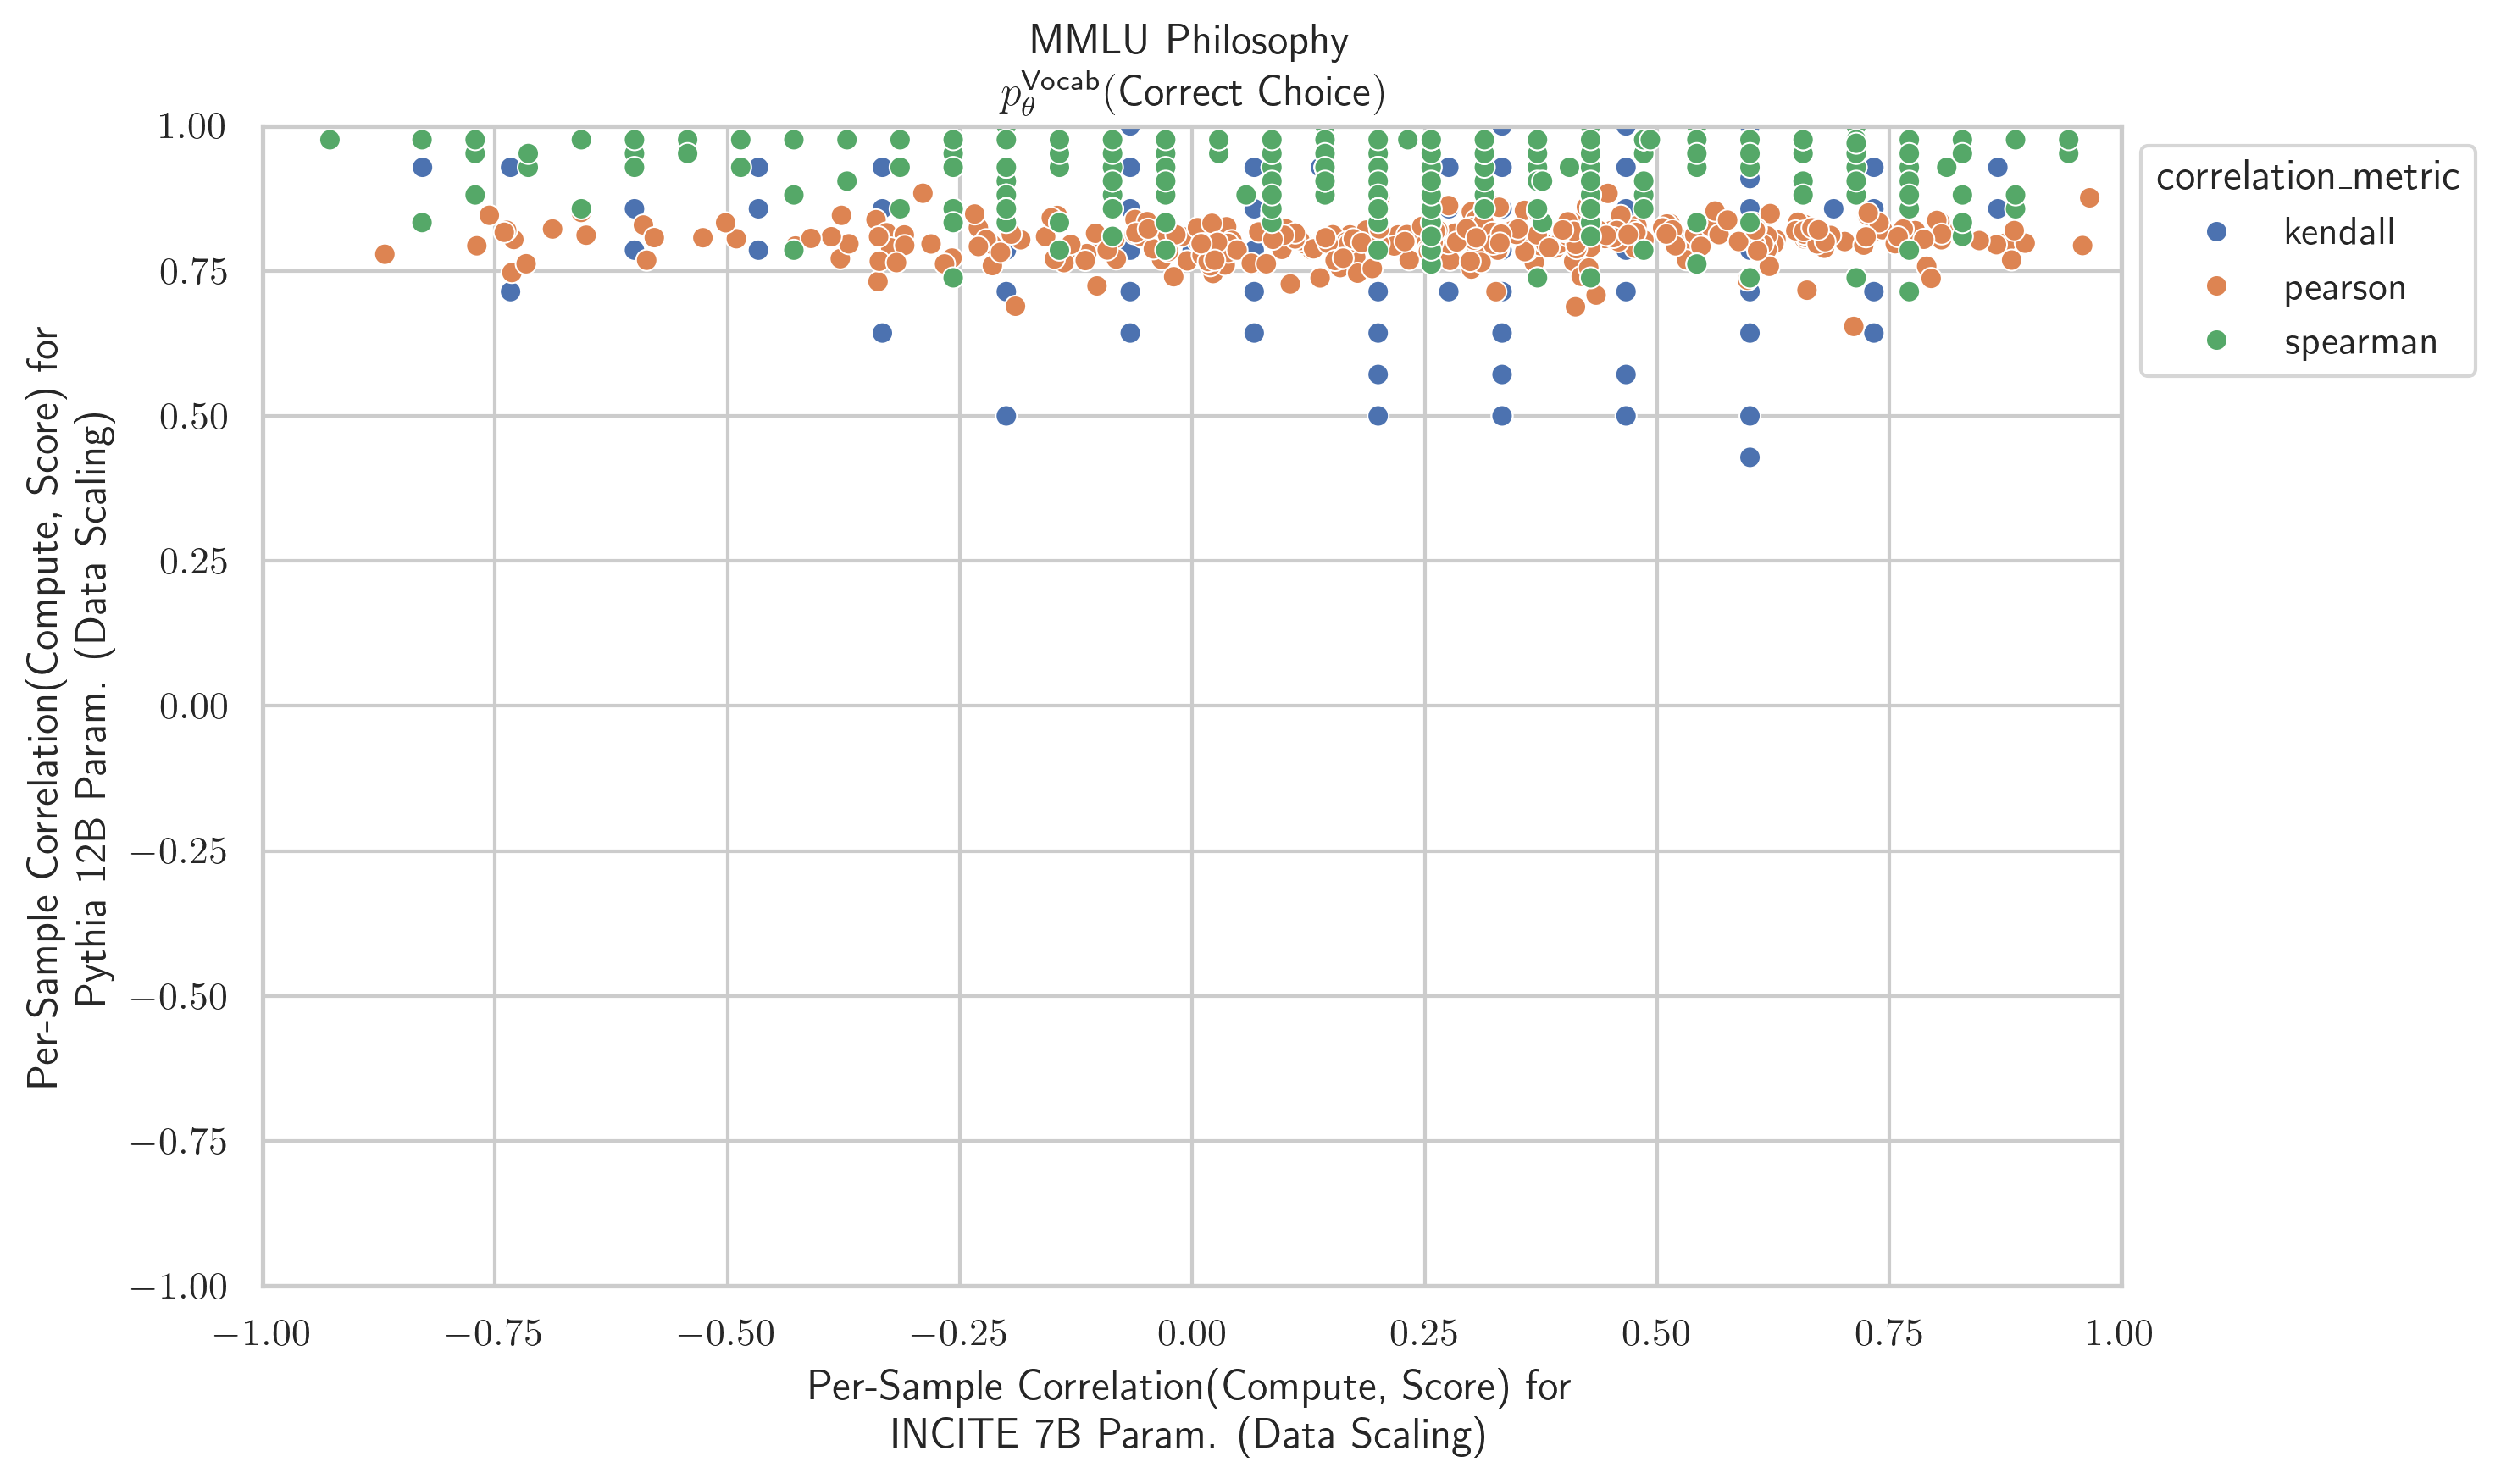 MMLU Philosophy
p_θ^Vocab(Correct Choice)
1.00
0.75
0.50
0.25
0.00
−0.25
−0.50
−0.75
−1.00
Per-Sample Correlation(Compute, Score) for
Pythia 12B Param. (Data Scaling)
−1.00 −0.75 −0.50 −0.25 0.00 0.25 0.50 0.75 1.00
Per-Sample Correlation(Compute, Score) for
INCITE 7B Param. (Data Scaling)
correlation_metric
kendall
pearson
spearman